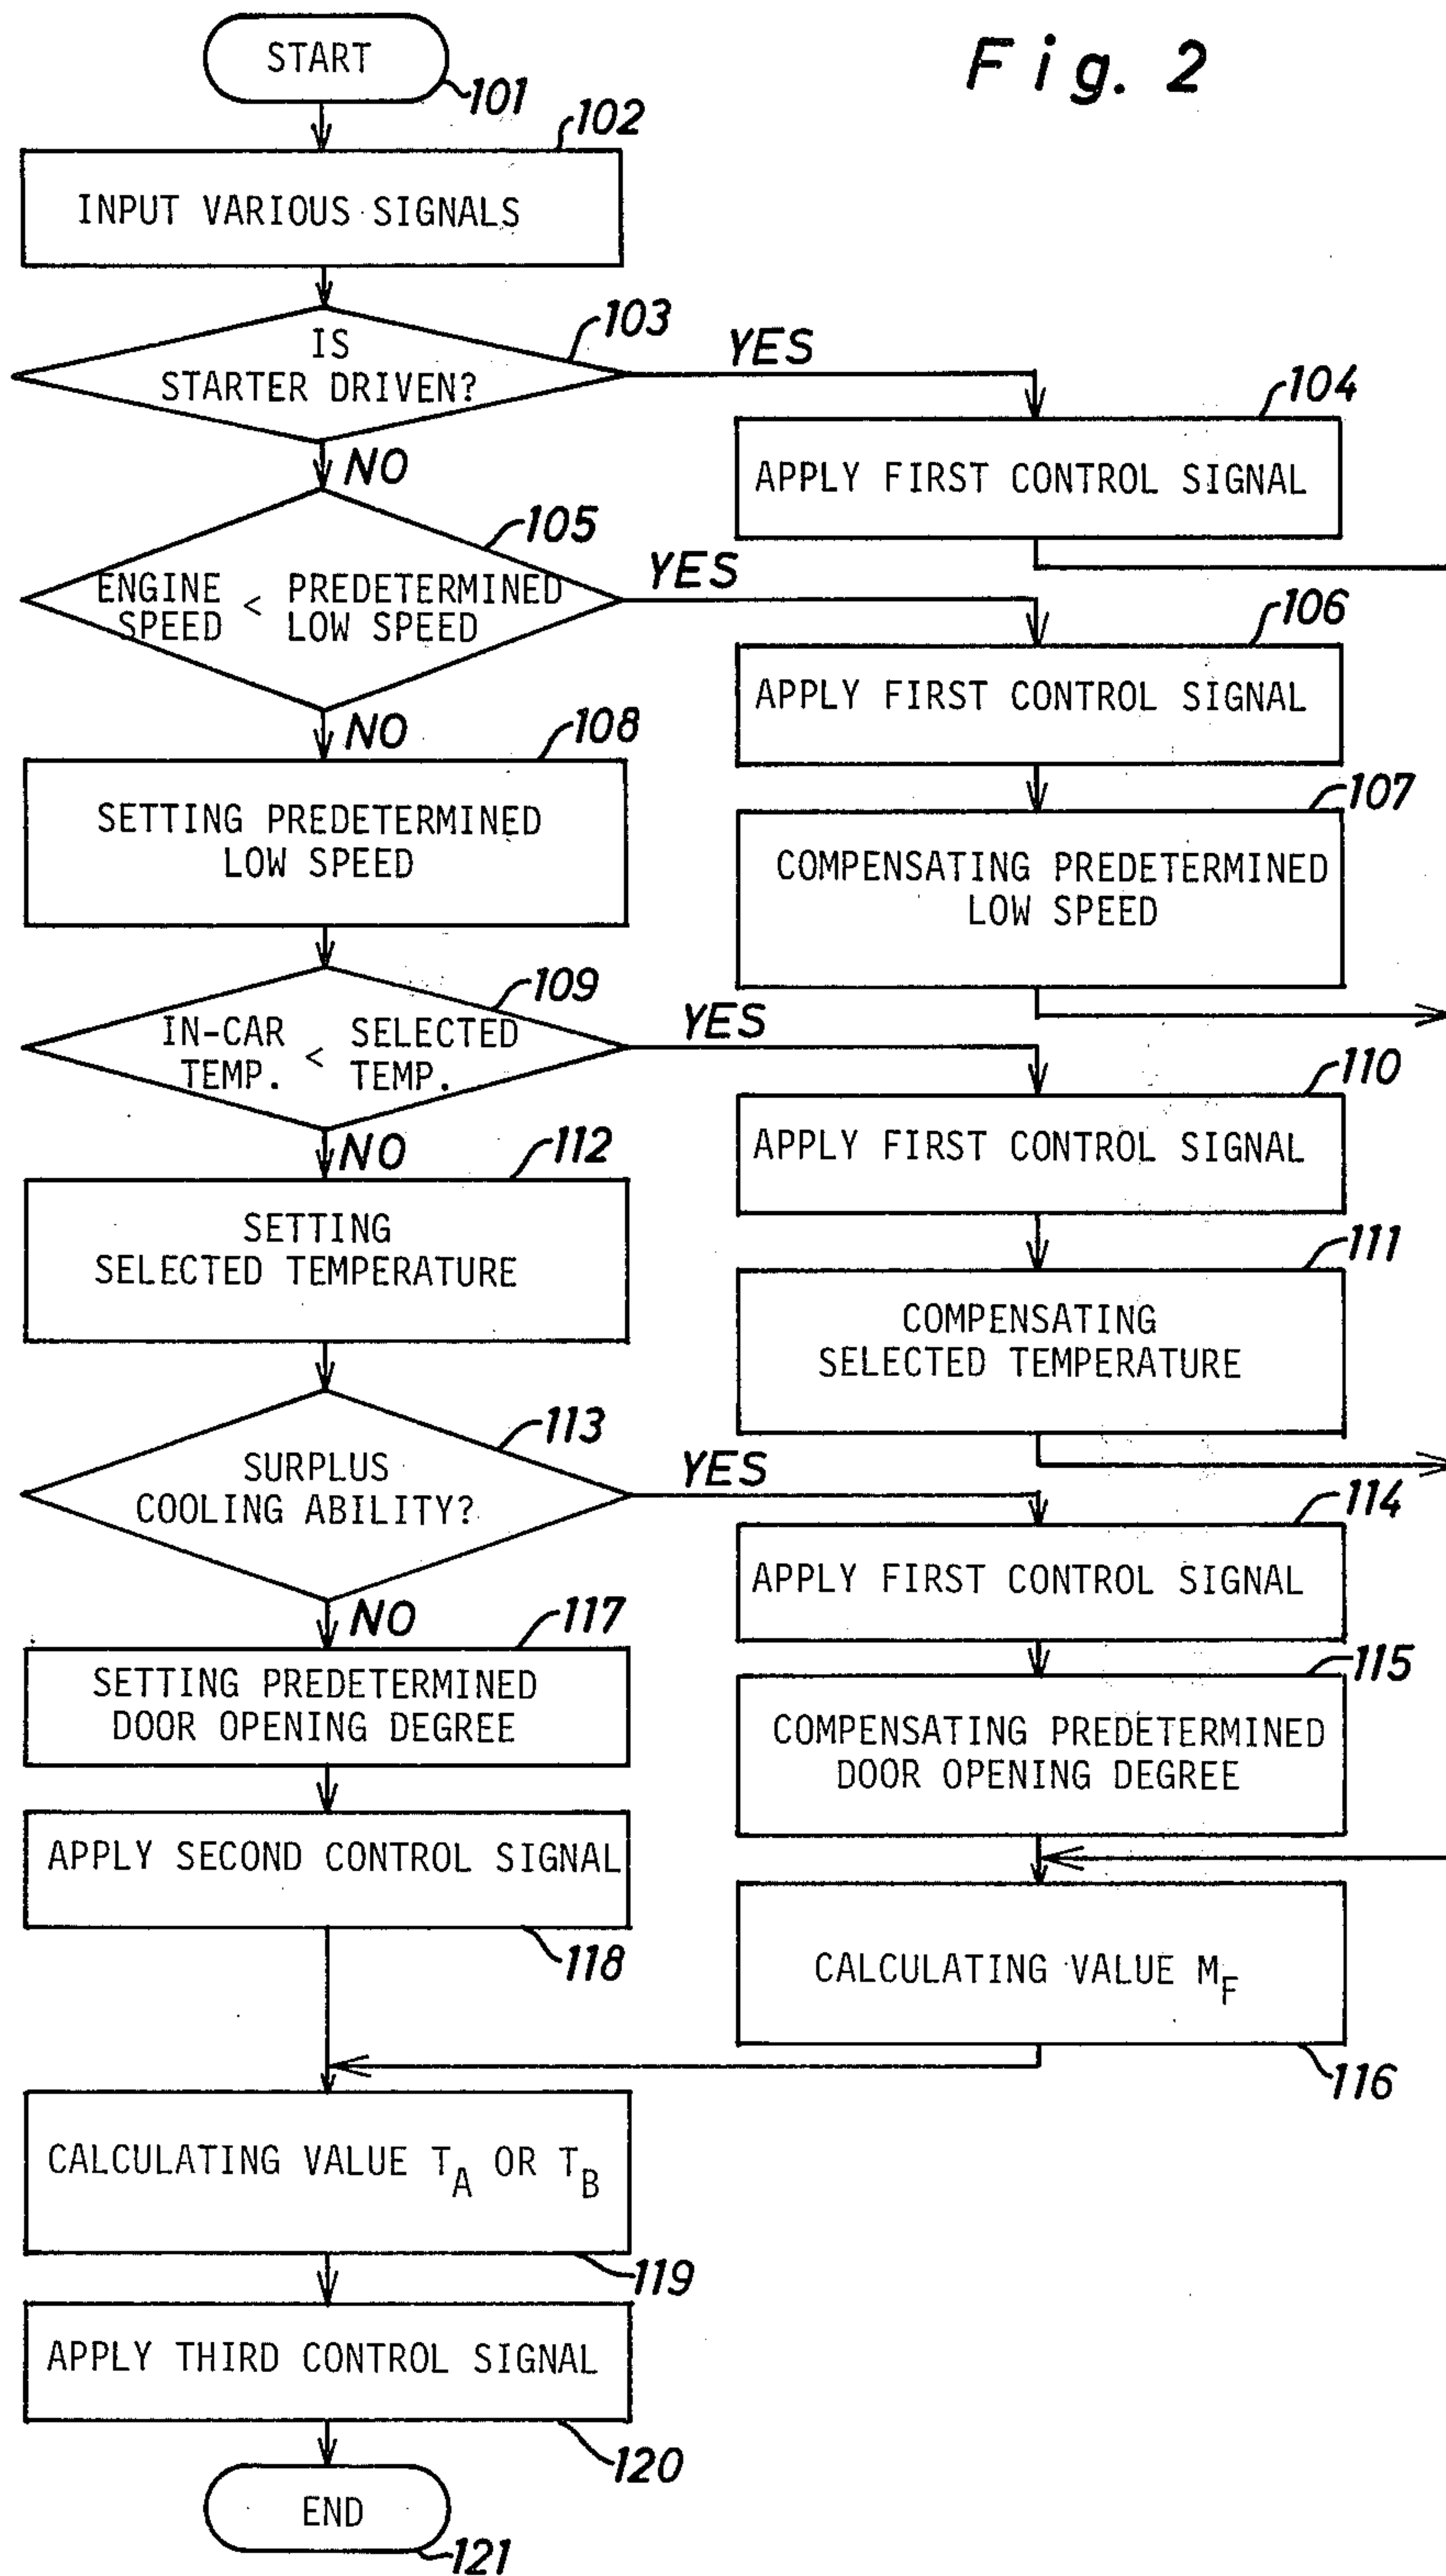 Fig. 2
START
101
102
INPUT VARIOUS SIGNALS
103
IS
STARTER DRIVEN?
YES
NO
104
APPLY FIRST CONTROL SIGNAL
105
ENGINE < PREDETERMINED
SPEED LOW SPEED
YES
NO
106
APPLY FIRST CONTROL SIGNAL
107
COMPENSATING PREDETERMINED
LOW SPEED
108
SETTING PREDETERMINED
LOW SPEED
109
IN-CAR < SELECTED
TEMP. TEMP.
YES
NO
110
APPLY FIRST CONTROL SIGNAL
111
COMPENSATING
SELECTED TEMPERATURE
112
SETTING
SELECTED TEMPERATURE
113
SURPLUS
COOLING ABILITY?
YES
NO
114
APPLY FIRST CONTROL SIGNAL
115
COMPENSATING PREDETERMINED
DOOR OPENING DEGREE
117
SETTING PREDETERMINED
DOOR OPENING DEGREE
APPLY SECOND CONTROL SIGNAL
118
CALCULATING VALUE M_F
116
CALCULATING VALUE T_A OR T_B
119
APPLY THIRD CONTROL SIGNAL
120
END
121